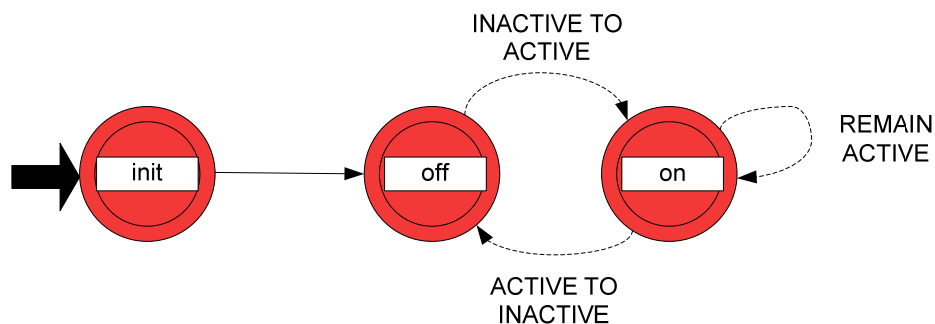 INACTIVE TO
ACTIVE
init
off
on
REMAIN
ACTIVE
ACTIVE TO
INACTIVE